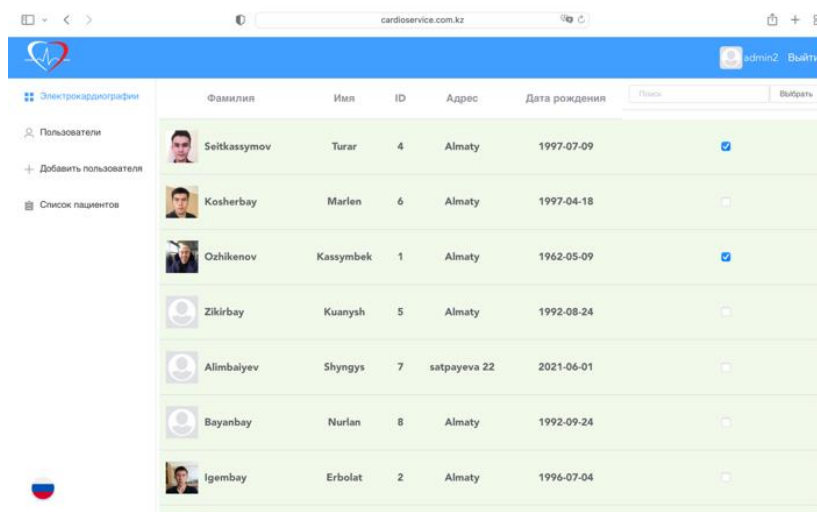 cardioservice.com.kz
admin2 Выйти
Электрокардиографии
Пользователи
Добавить пользователя
Список пациентов
Фамилия Имя ID Адрес Дата рождения Поиск Выбрать
Seitkassymov Turar 4 Almaty 1997-07-09
Kosherbay Marlen 6 Almaty 1997-04-18
Ozhikenov Kassymbek 1 Almaty 1962-05-09
Zikirbay Kuanysh 5 Almaty 1992-08-24
Alimbaiyev Shyngys 7 satpayeva 22 2021-06-01
Bayanbay Nurlan 8 Almaty 1992-09-24
Igembay Erbolat 2 Almaty 1996-07-04